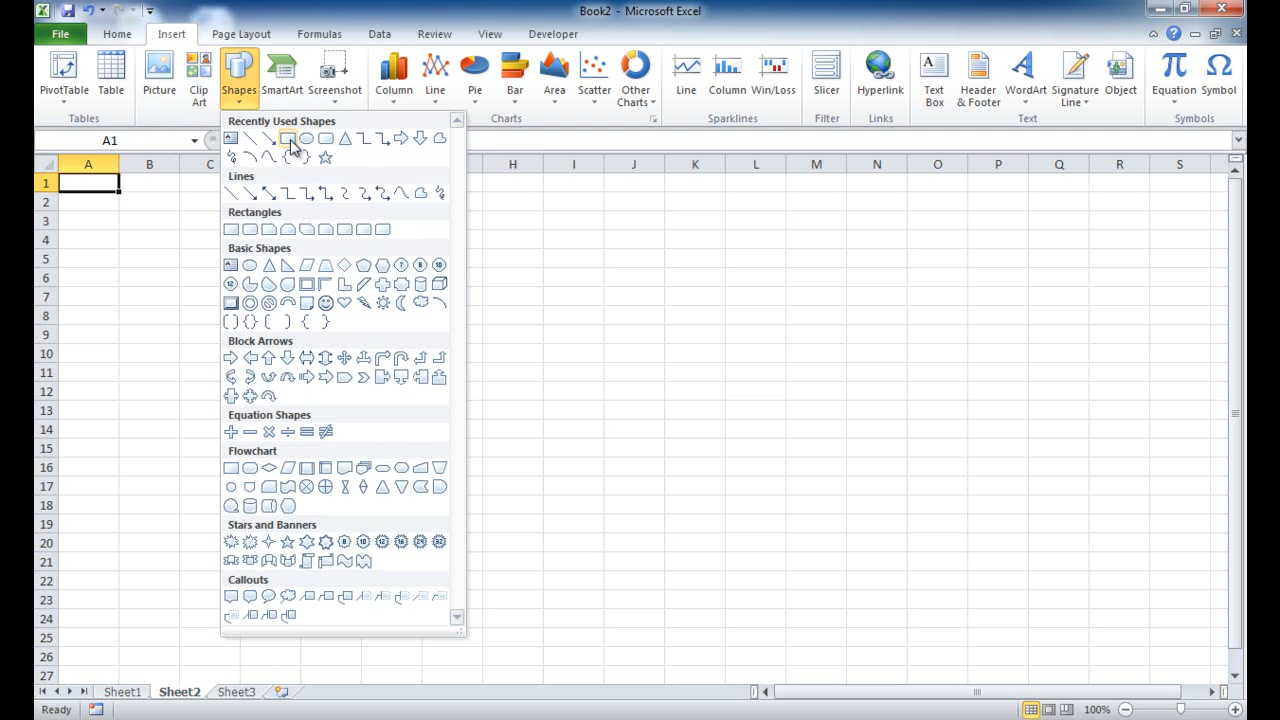 Book2 - Microsoft Excel
File Home Insert Page Layout Formulas Data Review View Developer
PivotTable Table Picture Clip Art Shapes SmartArt Screenshot Column Line Pie Bar Area Scatter Other Charts Line Column Win/Loss Slicer Hyperlink Text Box Header & Footer WordArt Signature Line Object Equation Symbol
Tables Charts Sparklines Filter Links Text Symbols
A1
Recently Used Shapes
Lines
Rectangles
Basic Shapes
Block Arrows
Equation Shapes
Flowchart
Stars and Banners
Callouts
A B C H I J K L M N O P Q R S
1
2
3
4
5
6
7
8
9
10
11
12
13
14
15
16
17
18
19
20
21
22
23
24
25
26
27
Sheet1 Sheet2 Sheet3
Ready 100%